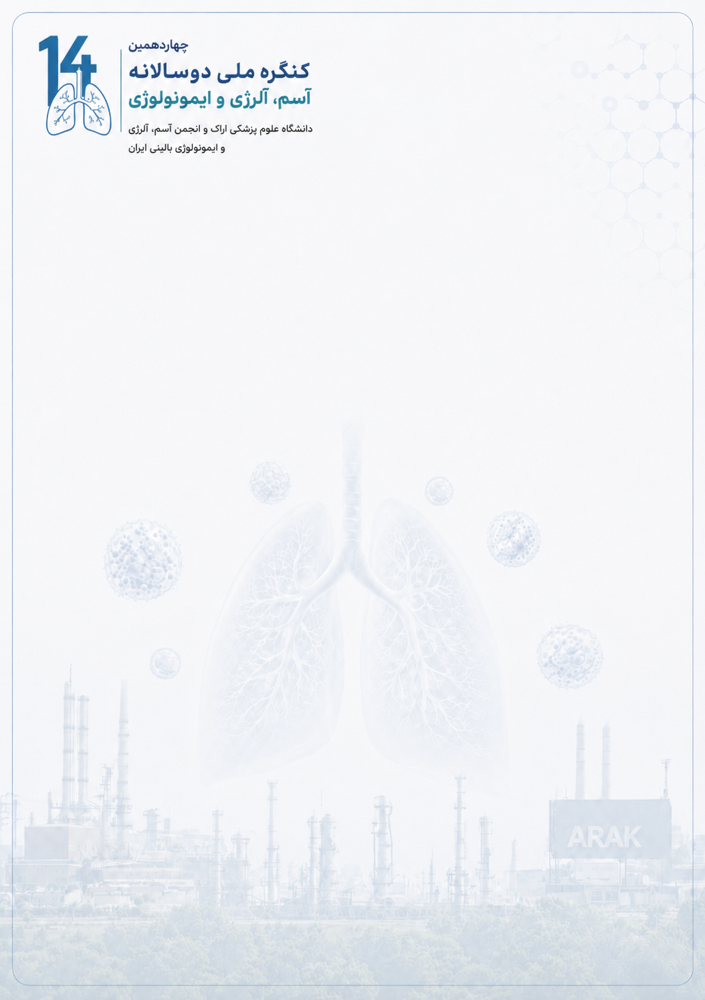 14
چهاردهمین
کنگره ملی دوسالانه
آسم، آلرژی و ایمونولوژی
دانشگاه علوم پزشکی اراک و انجمن آسم، آلرژی
و ایمونولوژی بالینی ایران
ARAK